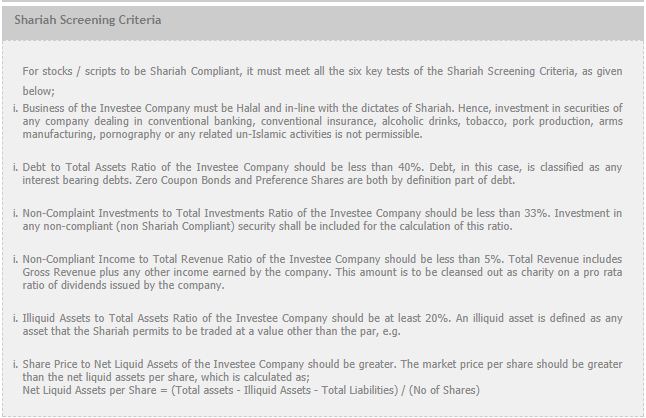 Shariah Screening Criteria
For stocks / scripts to be Shariah Compliant, it must meet all the six key tests of the Shariah Screening Criteria, as given
below;
i. Business of the Investee Company must be Halal and in-line with the dictates of Shariah. Hence, investment in securities of
any company dealing in conventional banking, conventional insurance, alcoholic drinks, tobacco, pork production, arms
manufacturing, pornography or any related un-Islamic activities is not permissible.
i. Debt to Total Assets Ratio of the Investee Company should be less than 40%. Debt, in this case, is classified as any
interest bearing debts. Zero Coupon Bonds and Preference Shares are both by definition part of debt.
i. Non-Complaint Investments to Total Investments Ratio of the Investee Company should be less than 33%. Investment in
any non-compliant (non Shariah Compliant) security shall be included for the calculation of this ratio.
i. Non-Compliant Income to Total Revenue Ratio of the Investee Company should be less than 5%. Total Revenue includes
Gross Revenue plus any other income earned by the company. This amount is to be cleansed out as charity on a pro rata
ratio of dividends issued by the company.
i. Illiquid Assets to Total Assets Ratio of the Investee Company should be at least 20%. An illiquid asset is defined as any
asset that the Shariah permits to be traded at a value other than the par, e.g.
i. Share Price to Net Liquid Assets of the Investee Company should be greater. The market price per share should be greater
than the net liquid assets per share, which is calculated as;
Net Liquid Assets per Share = (Total assets - Illiquid Assets - Total Liabilities) / (No of Shares)